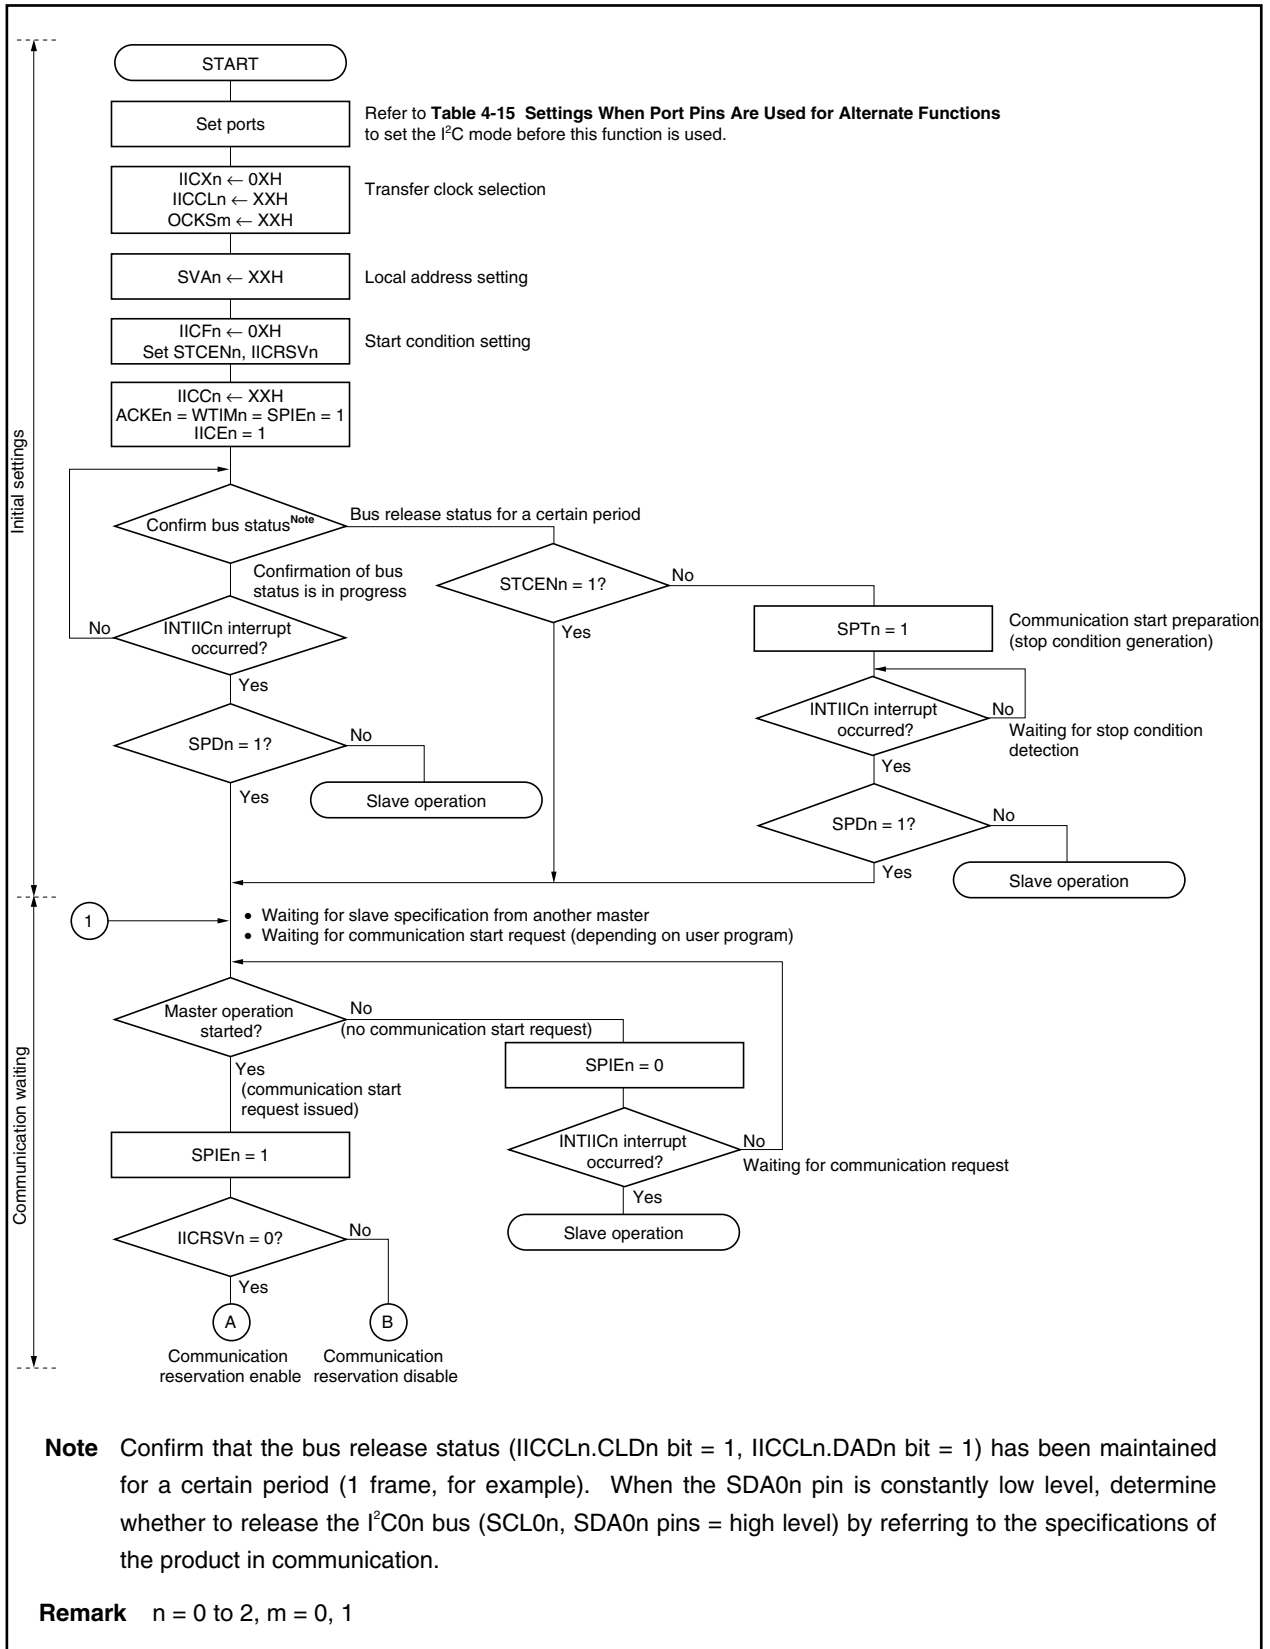 START
Set ports
Refer to Table 4-15 Settings When Port Pins Are Used for Alternate Functions
to set the I²C mode before this function is used.
IICXn ← 0XH
IICCLn ← XXH
OCKSm ← XXH
Transfer clock selection
SVAn ← XXH
Local address setting
IICFn ← 0XH
Set STCENn, IICRSVn
Start condition setting
IICCn ← XXH
ACKEn = WTIMn = SPIEn = 1
IICEn = 1
Initial settings
Confirm bus statusNote
Bus release status for a certain period
Confirmation of bus
status is in progress
STCENn = 1?
No
Yes
SPTn = 1
Communication start preparation
(stop condition generation)
No
INTIICn interrupt
occurred?
Yes
INTIICn interrupt
occurred?
No
Waiting for stop condition
detection
Yes
SPDn = 1?
No
Yes
Slave operation
SPDn = 1?
No
Yes
Slave operation
1
• Waiting for slave specification from another master
• Waiting for communication start request (depending on user program)
Communication waiting
Master operation
started?
No
(no communication start request)
Yes
(communication start
request issued)
SPIEn = 0
SPIEn = 1
INTIICn interrupt
occurred?
No
Waiting for communication request
Yes
Slave operation
IICRSVn = 0?
No
Yes
A
B
Communication
reservation enable
Communication
reservation disable
Note Confirm that the bus release status (IICCLn.CLDn bit = 1, IICCLn.DADn bit = 1) has been maintained
for a certain period (1 frame, for example). When the SDA0n pin is constantly low level, determine
whether to release the I²C0n bus (SCL0n, SDA0n pins = high level) by referring to the specifications of
the product in communication.
Remark n = 0 to 2, m = 0, 1